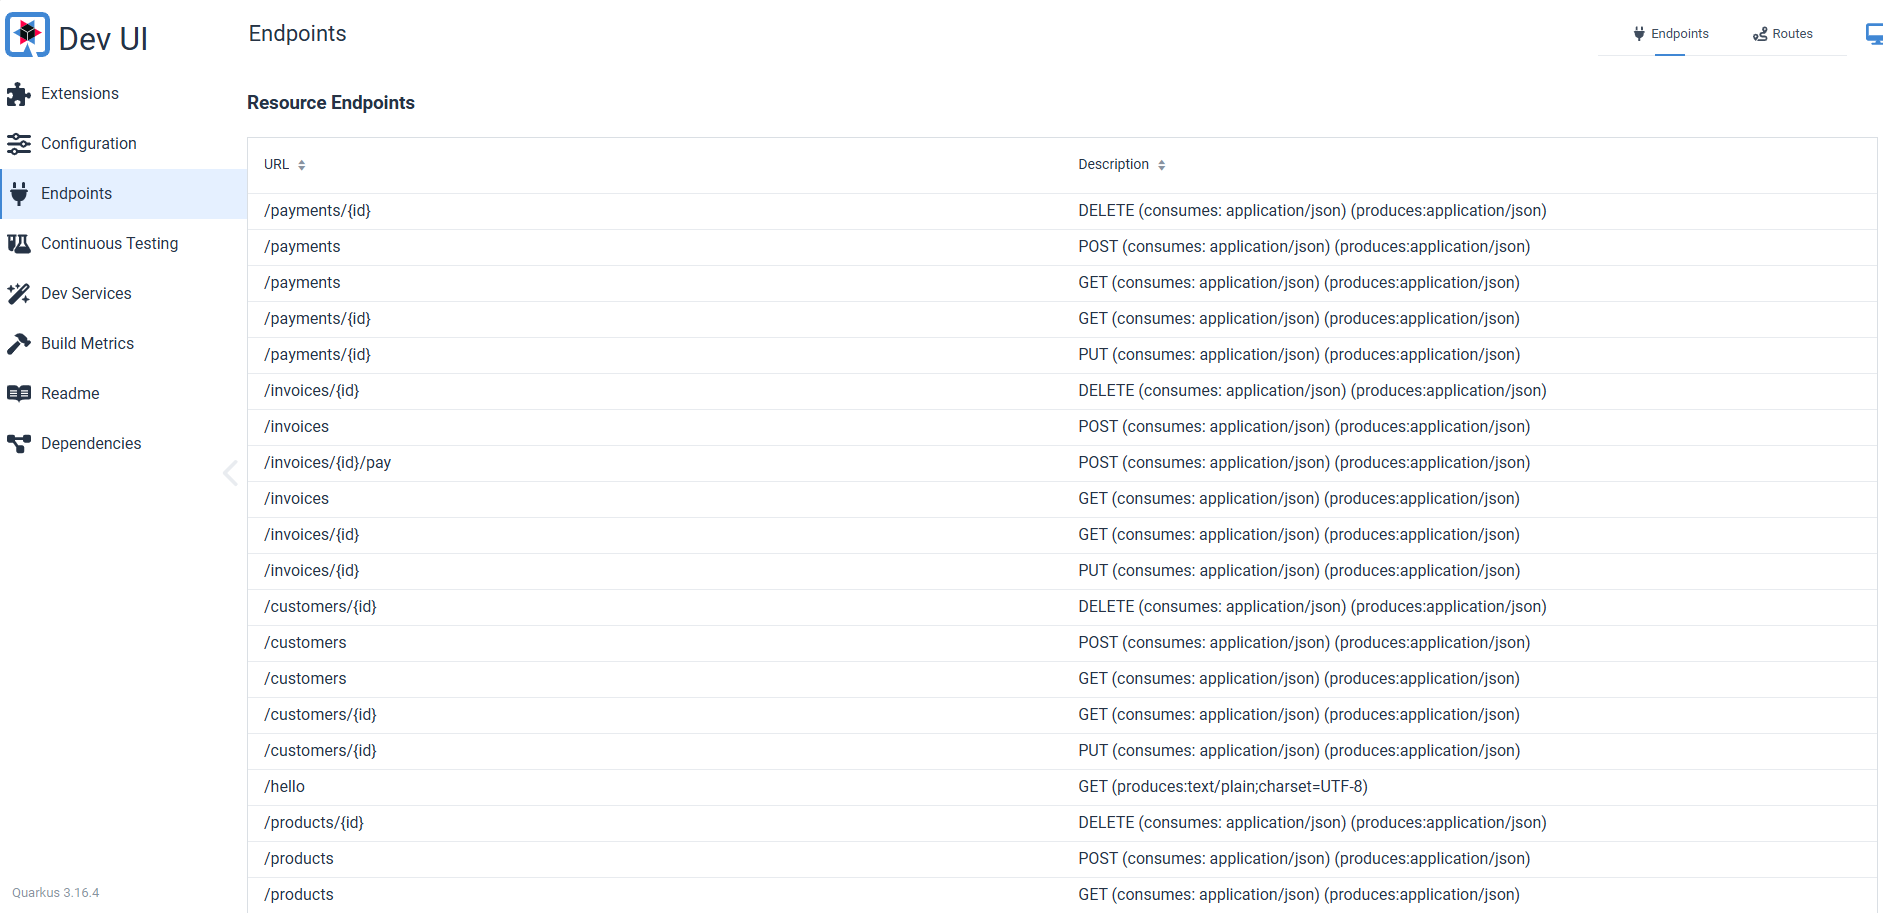 Dev UI
Endpoints
Endpoints
Routes
Extensions
Configuration
Endpoints
Continuous Testing
Dev Services
Build Metrics
Readme
Dependencies
Quarkus 3.16.4
Resource Endpoints
URL Description
/payments/{id} DELETE (consumes: application/json) (produces:application/json)
/payments POST (consumes: application/json) (produces:application/json)
/payments GET (consumes: application/json) (produces:application/json)
/payments/{id} GET (consumes: application/json) (produces:application/json)
/payments/{id} PUT (consumes: application/json) (produces:application/json)
/invoices/{id} DELETE (consumes: application/json) (produces:application/json)
/invoices POST (consumes: application/json) (produces:application/json)
/invoices/{id}/pay POST (consumes: application/json) (produces:application/json)
/invoices GET (consumes: application/json) (produces:application/json)
/invoices/{id} GET (consumes: application/json) (produces:application/json)
/invoices/{id} PUT (consumes: application/json) (produces:application/json)
/customers/{id} DELETE (consumes: application/json) (produces:application/json)
/customers POST (consumes: application/json) (produces:application/json)
/customers GET (consumes: application/json) (produces:application/json)
/customers/{id} GET (consumes: application/json) (produces:application/json)
/customers/{id} PUT (consumes: application/json) (produces:application/json)
/hello GET (produces:text/plain;charset=UTF-8)
/products/{id} DELETE (consumes: application/json) (produces:application/json)
/products POST (consumes: application/json) (produces:application/json)
/products GET (consumes: application/json) (produces:application/json)